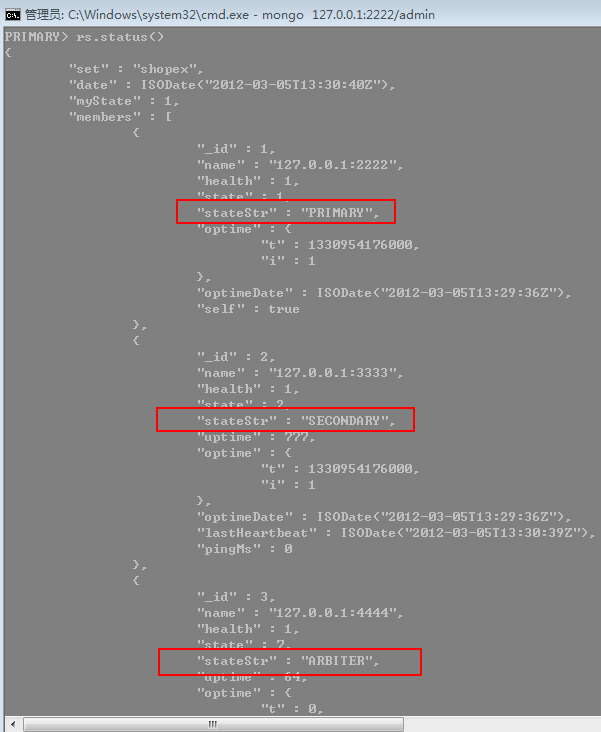 管理员: C:\Windows\system32\cmd.exe - mongo 127.0.0.1:2222/admin
PRIMARY> rs.status()
{
"set" : "shopex",
"date" : ISODate("2012-03-05T13:30:40Z"),
"myState" : 1,
"members" : [
{
"_id" : 1,
"name" : "127.0.0.1:2222",
"health" : 1,
"state" : 1,
"stateStr" : "PRIMARY",
"optime" : {
"t" : 1330954176000,
"i" : 1
},
"optimeDate" : ISODate("2012-03-05T13:29:36Z"),
"self" : true
},
{
"_id" : 2,
"name" : "127.0.0.1:3333",
"health" : 1,
"state" : 2,
"stateStr" : "SECONDARY",
"uptime" : 777,
"optime" : {
"t" : 1330954176000,
"i" : 1
},
"optimeDate" : ISODate("2012-03-05T13:29:36Z"),
"lastHeartbeat" : ISODate("2012-03-05T13:30:39Z"),
"pingMs" : 0
},
{
"_id" : 3,
"name" : "127.0.0.1:4444",
"health" : 1,
"state" : 7,
"stateStr" : "ARBITER",
"uptime" : 64,
"optime" : {
"t" : 0,